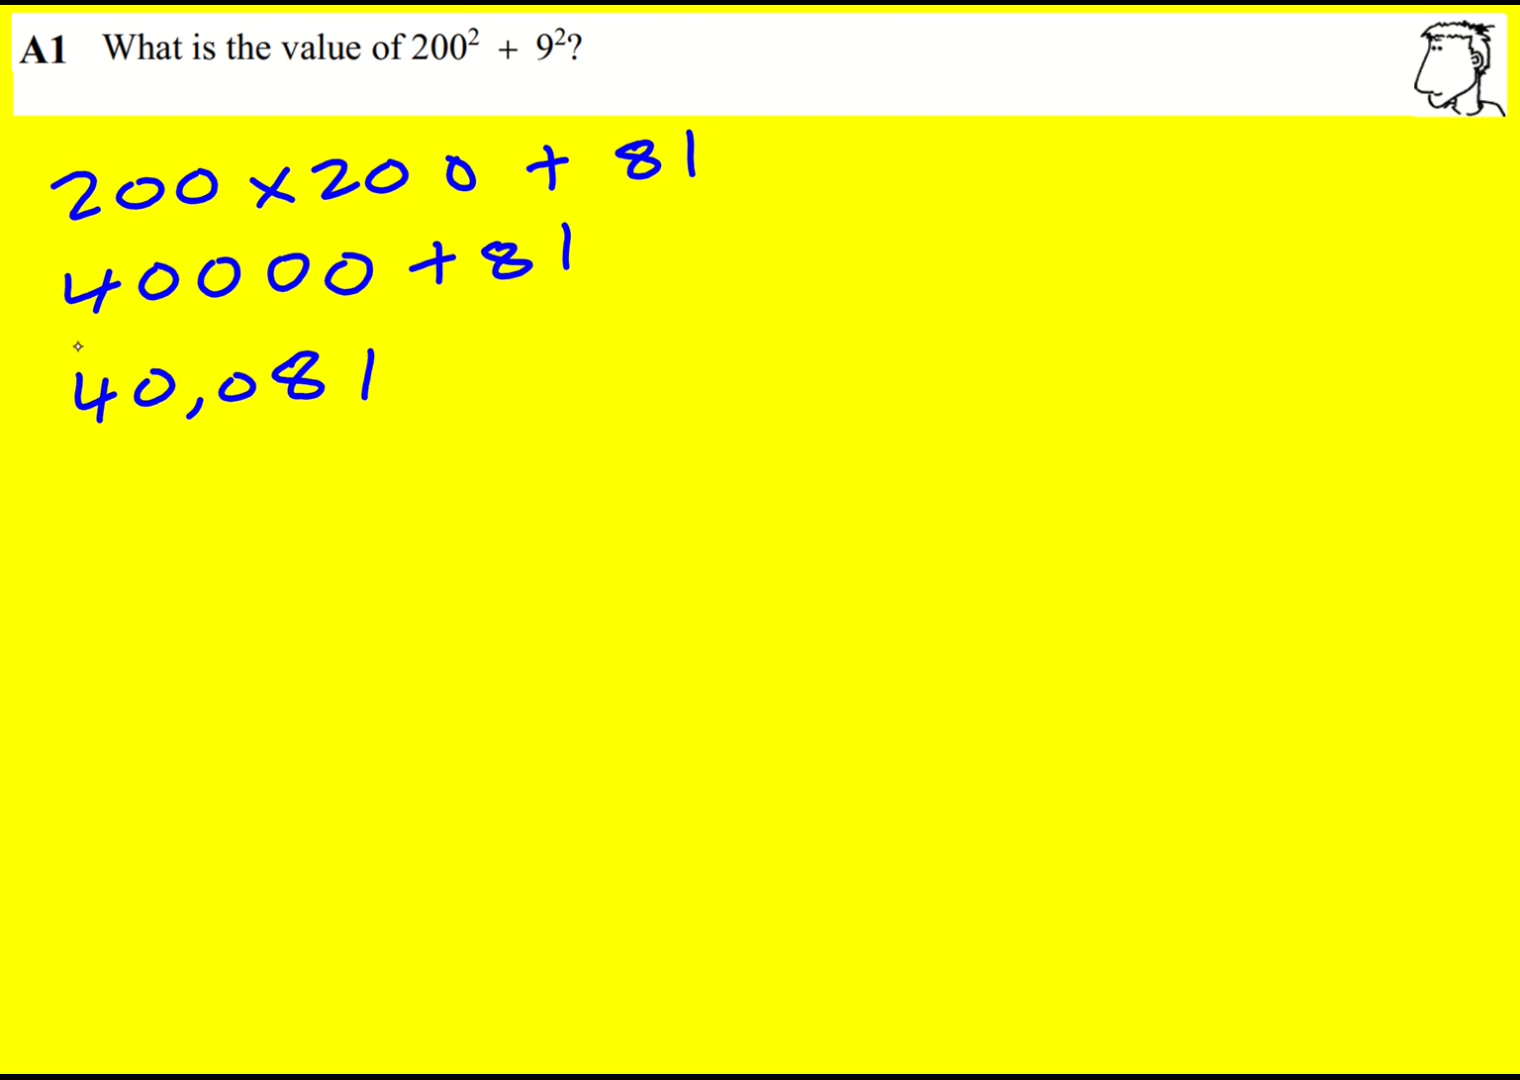 A1 What is the value of 200² + 9²?
200 × 200 + 81
40000 + 81
40,081